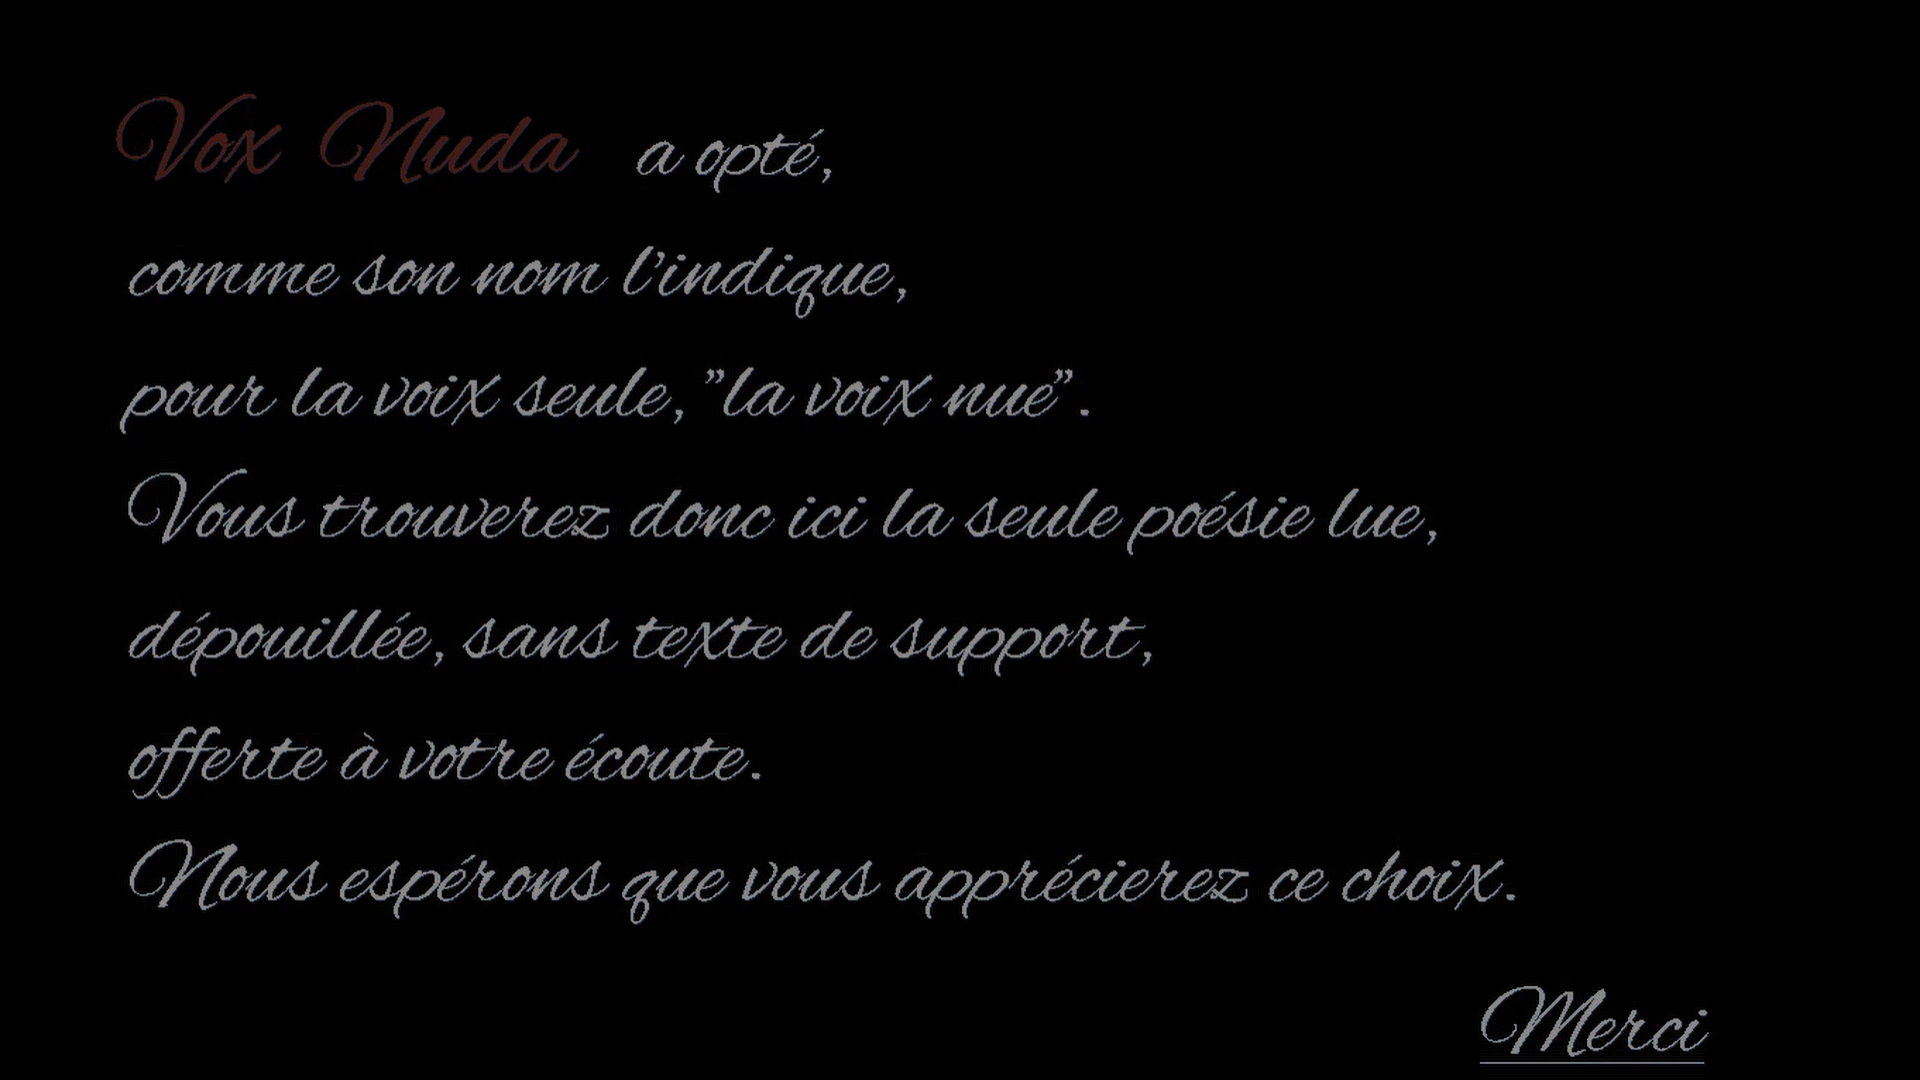 Vox Nuda a opté,
comme son nom l'indique,
pour la voix seule, "la voix nue".
Vous trouverez donc ici la seule poésie lue,
dépouillée, sans texte de support,
offerte à votre écoute.
Nous espérons que vous apprécierez ce choix.
Merci